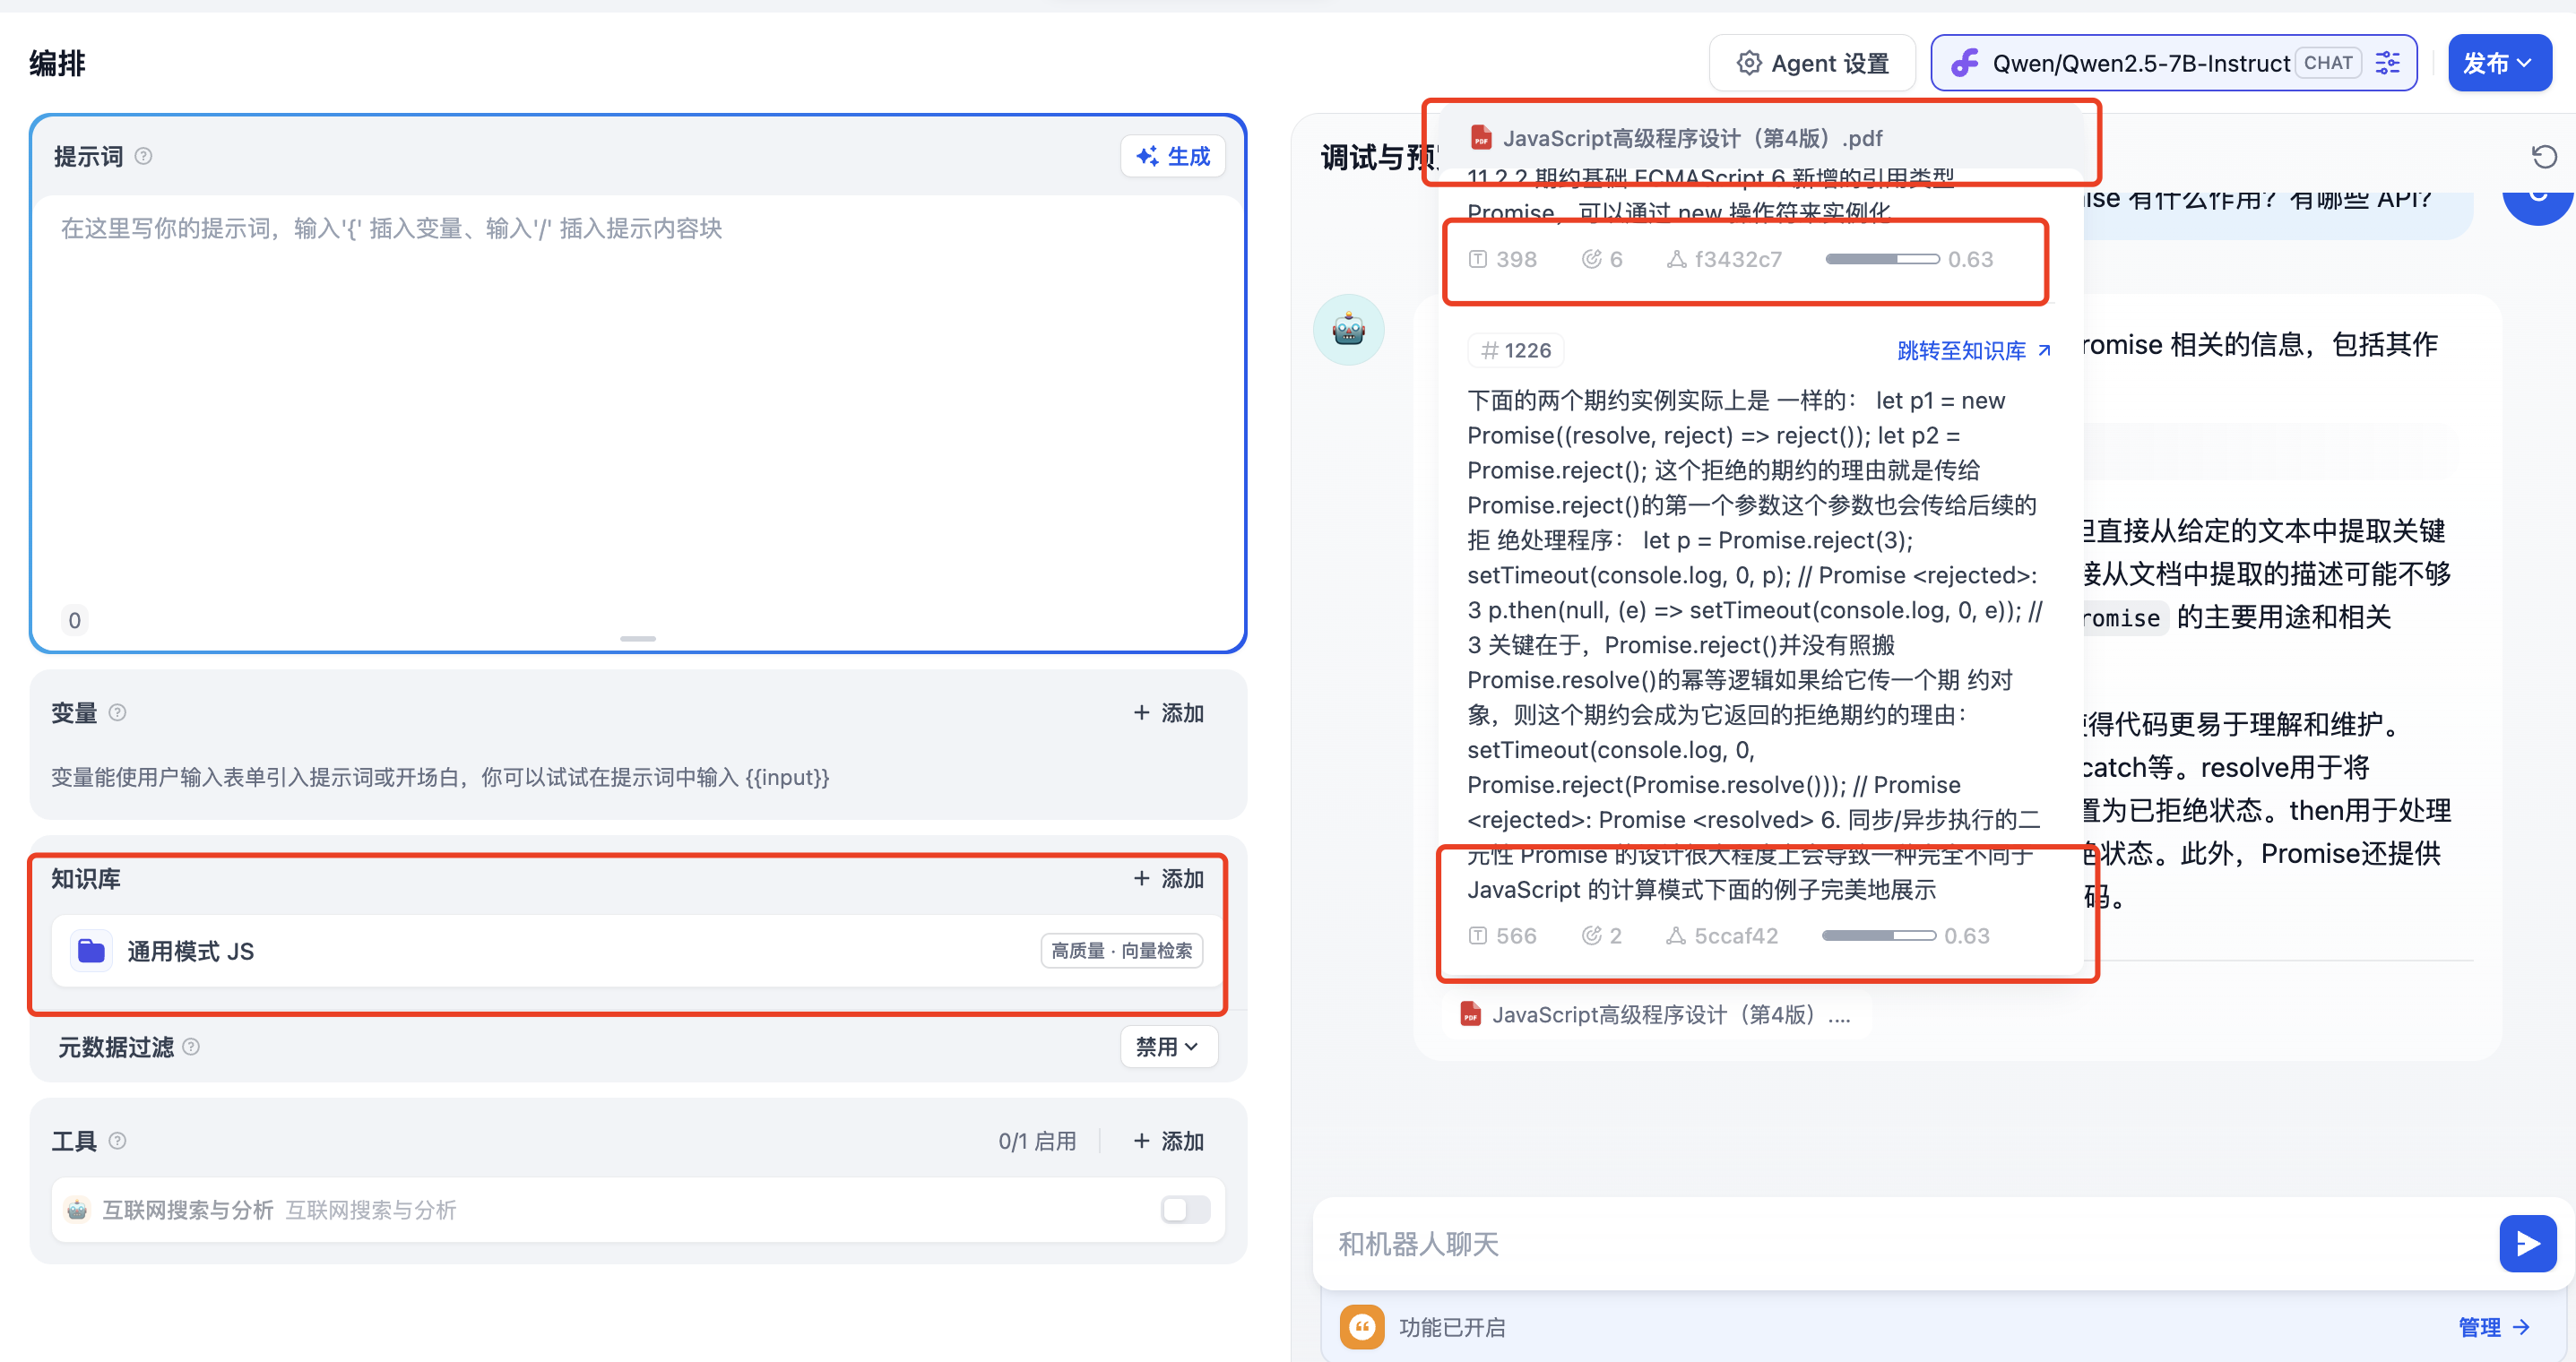 编排
Agent 设置
Qwen/Qwen2.5-7B-Instruct CHAT
发布
提示词
生成
在这里写你的提示词，输入'{' 插入变量、输入'/' 插入提示内容块
0
变量
+ 添加
变量能使用户输入表单引入提示词或开场白，你可以试试在提示词中输入 {{input}}
知识库
+ 添加
通用模式 JS
高质量 · 向量检索
元数据过滤
禁用
工具
0/1 启用
+ 添加
互联网搜索与分析 互联网搜索与分析
调试与预
JavaScript高级程序设计（第4版）.pdf
11.2.2 期约基础 ECMAScript 6 新增的引用类型
Promise，可以通过 new 操作符来实例化
398 6 f3432c7 0.63
# 1226
跳转至知识库
下面的两个期约实例实际上是 一样的： let p1 = new
Promise((resolve, reject) => reject()); let p2 =
Promise.reject(); 这个拒绝的期约的理由就是传给
Promise.reject()的第一个参数这个参数也会传给后续的
拒 绝处理程序： let p = Promise.reject(3);
setTimeout(console.log, 0, p); // Promise <rejected>:
3 p.then(null, (e) => setTimeout(console.log, 0, e)); //
3 关键在于，Promise.reject()并没有照搬
Promise.resolve()的幂等逻辑如果给它传一个期 约对
象，则这个期约会成为它返回的拒绝期约的理由：
setTimeout(console.log, 0,
Promise.reject(Promise.resolve())); // Promise
<rejected>: Promise <resolved> 6. 同步/异步执行的二
元性 Promise 的设计很大程度上会导致一种完全不同于
JavaScript 的计算模式下面的例子完美地展示
566 2 5ccaf42 0.63
JavaScript高级程序设计（第4版）....
ise 有什么作用？有哪些 API？
romise 相关的信息，包括其作
直接从给定的文本中提取关键
接从文档中提取的描述可能不够
romise 的主要用途和相关
得代码更易于理解和维护。
catch等。resolve用于将
置为已拒绝状态。then用于处理
状态。此外，Promise还提供
码。
和机器人聊天
功能已开启
管理